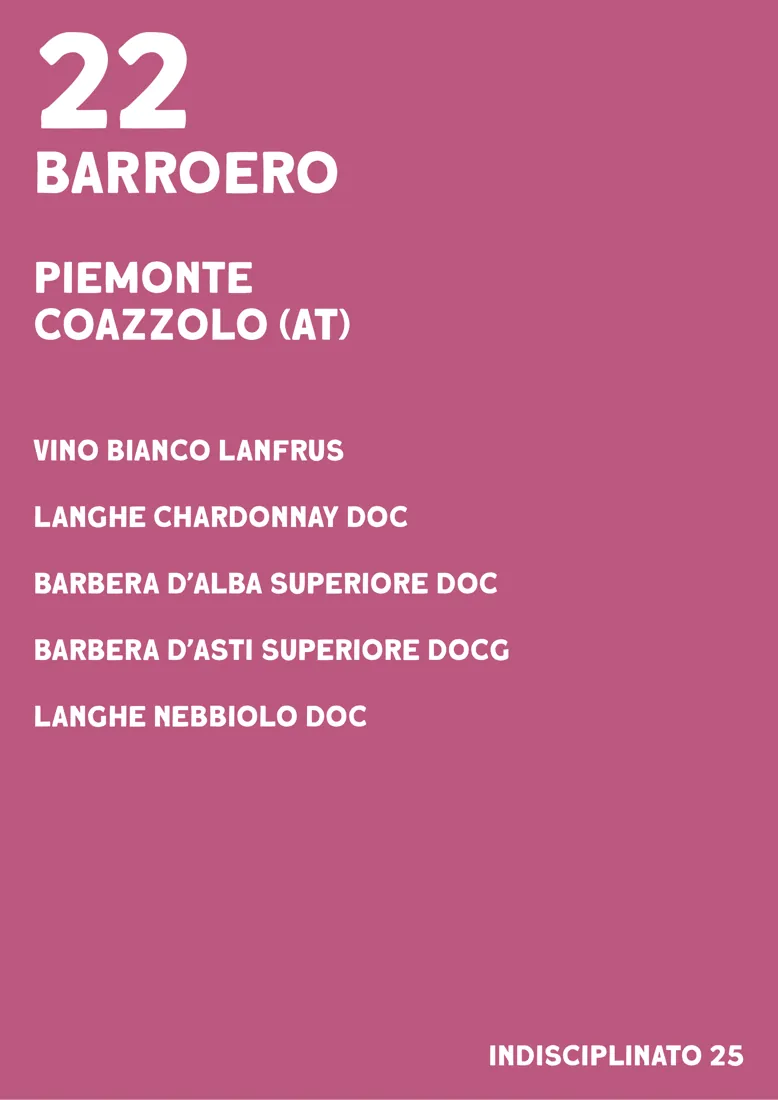 22
BARROERO
PIEMONTE
COAZZOLO (AT)
VINO BIANCO LANFRUS
LANGHE CHARDONNAY DOC
BARBERA D'ALBA SUPERIORE DOC
BARBERA D'ASTI SUPERIORE DOCG
LANGHE NEBBIOLO DOC
INDISCIPLINATO 25